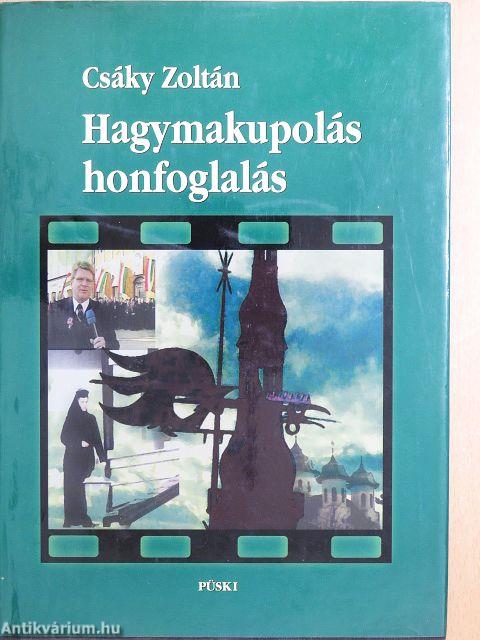 Csáky Zoltán
Hagymakupolás
honfoglalás
PÜSKI
Antikvárium.hu